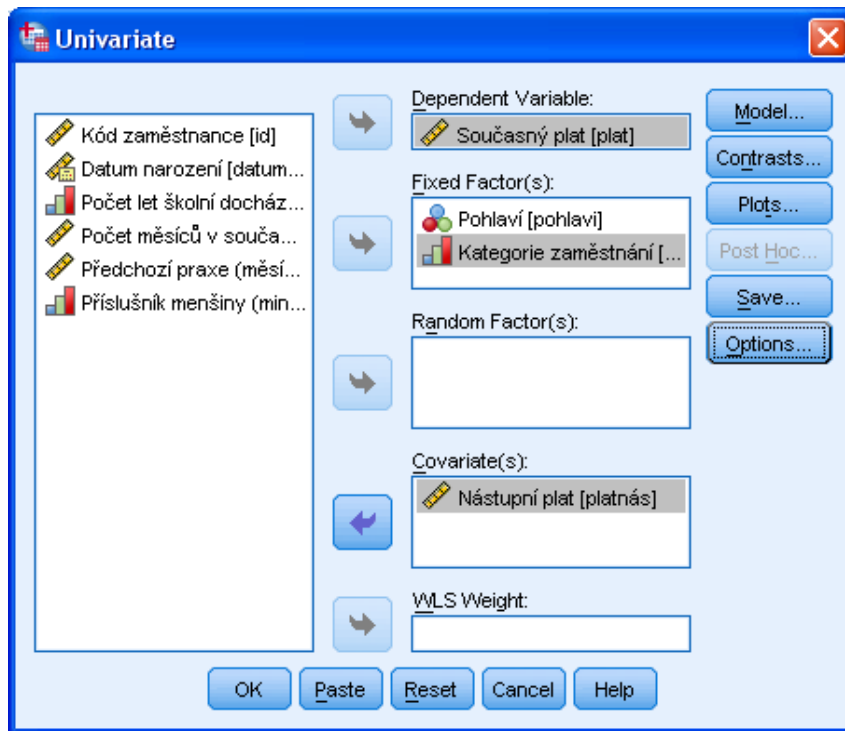 Univariate
Kód zaměstnance [id]
Datum narození [datum...
Počet let školní docház...
Počet měsíců v souča...
Předchozí praxe (měsí...
Příslušník menšiny (min...
Dependent Variable:
Současný plat [plat]
Fixed Factor(s):
Pohlaví [pohlavi]
Kategorie zaměstnání [...
Random Factor(s):
Covariate(s):
Nástupní plat [platnás]
WLS Weight:
Model...
Contrasts...
Plots...
Post Hoc...
Save...
Options...
OK
Paste
Reset
Cancel
Help